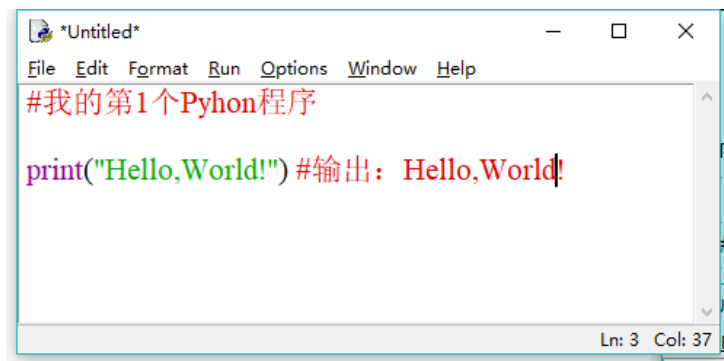 *Untitled*
File Edit Format Run Options Window Help
#我的第1个Pyhon程序
print("Hello,World!") #输出：Hello,World!
Ln: 3 Col: 37